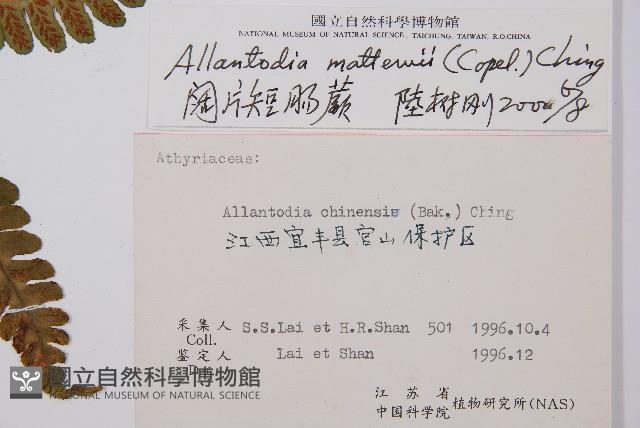 國立自然科學博物館
NATIONAL MUSEUM OF NATURAL SCIENCE, TAICHUNG, TAIWAN, R.O.CHINA
Allantodia matthewii (Copel.) Ching
阔片短肠蕨 陸树刚 2000
Athyriaceae:
Allantodia chinensis (Bak.) Ching
江西宜丰县官山保护区
采集人 S.S.Lai et H.R.Shan 501 1996.10.4
Coll.
鉴定人 Lai et Shan 1996.12
江苏省
中国科学院 植物研究所(NAS)
國立自然科學博物館
NATIONAL MUSEUM OF NATURAL SCIENCE